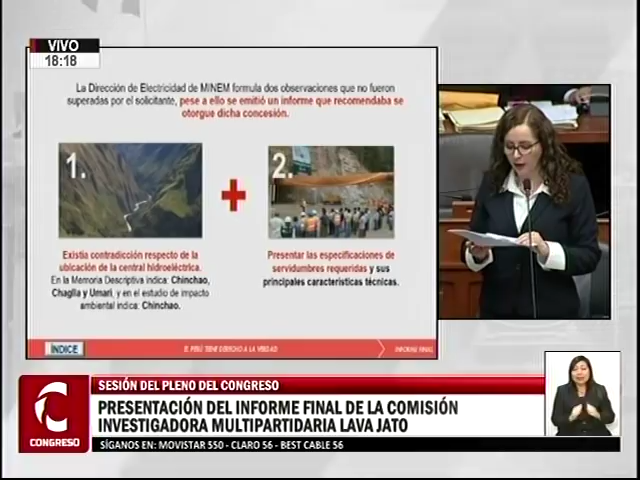 VIVO
18:18
La Dirección de Electricidad de MINEM formula dos observaciones que no fueron
superadas por el solicitante, pese a ello se emitió un informe que recomendaba se
otorgue dicha concesión.
1.
2.
Existía contradicción respecto de la
ubicación de la central hidroeléctrica.
En la Memoria Descriptiva indica: Chinchao,
Chaglla y Umari, y en el estudio de impacto
ambiental indica: Chinchao.
Presentar las especificaciones de
servidumbres requeridas y sus
principales características técnicas.
ÍNDICE
EL PERÚ TIENE DERECHO A LA VERDAD
INFORME FINAL
CONGRESO
SESIÓN DEL PLENO DEL CONGRESO
PRESENTACIÓN DEL INFORME FINAL DE LA COMISIÓN
INVESTIGADORA MULTIPARTIDARIA LAVA JATO
SÍGANOS EN: MOVISTAR 550 - CLARO 56 - BEST CABLE 56